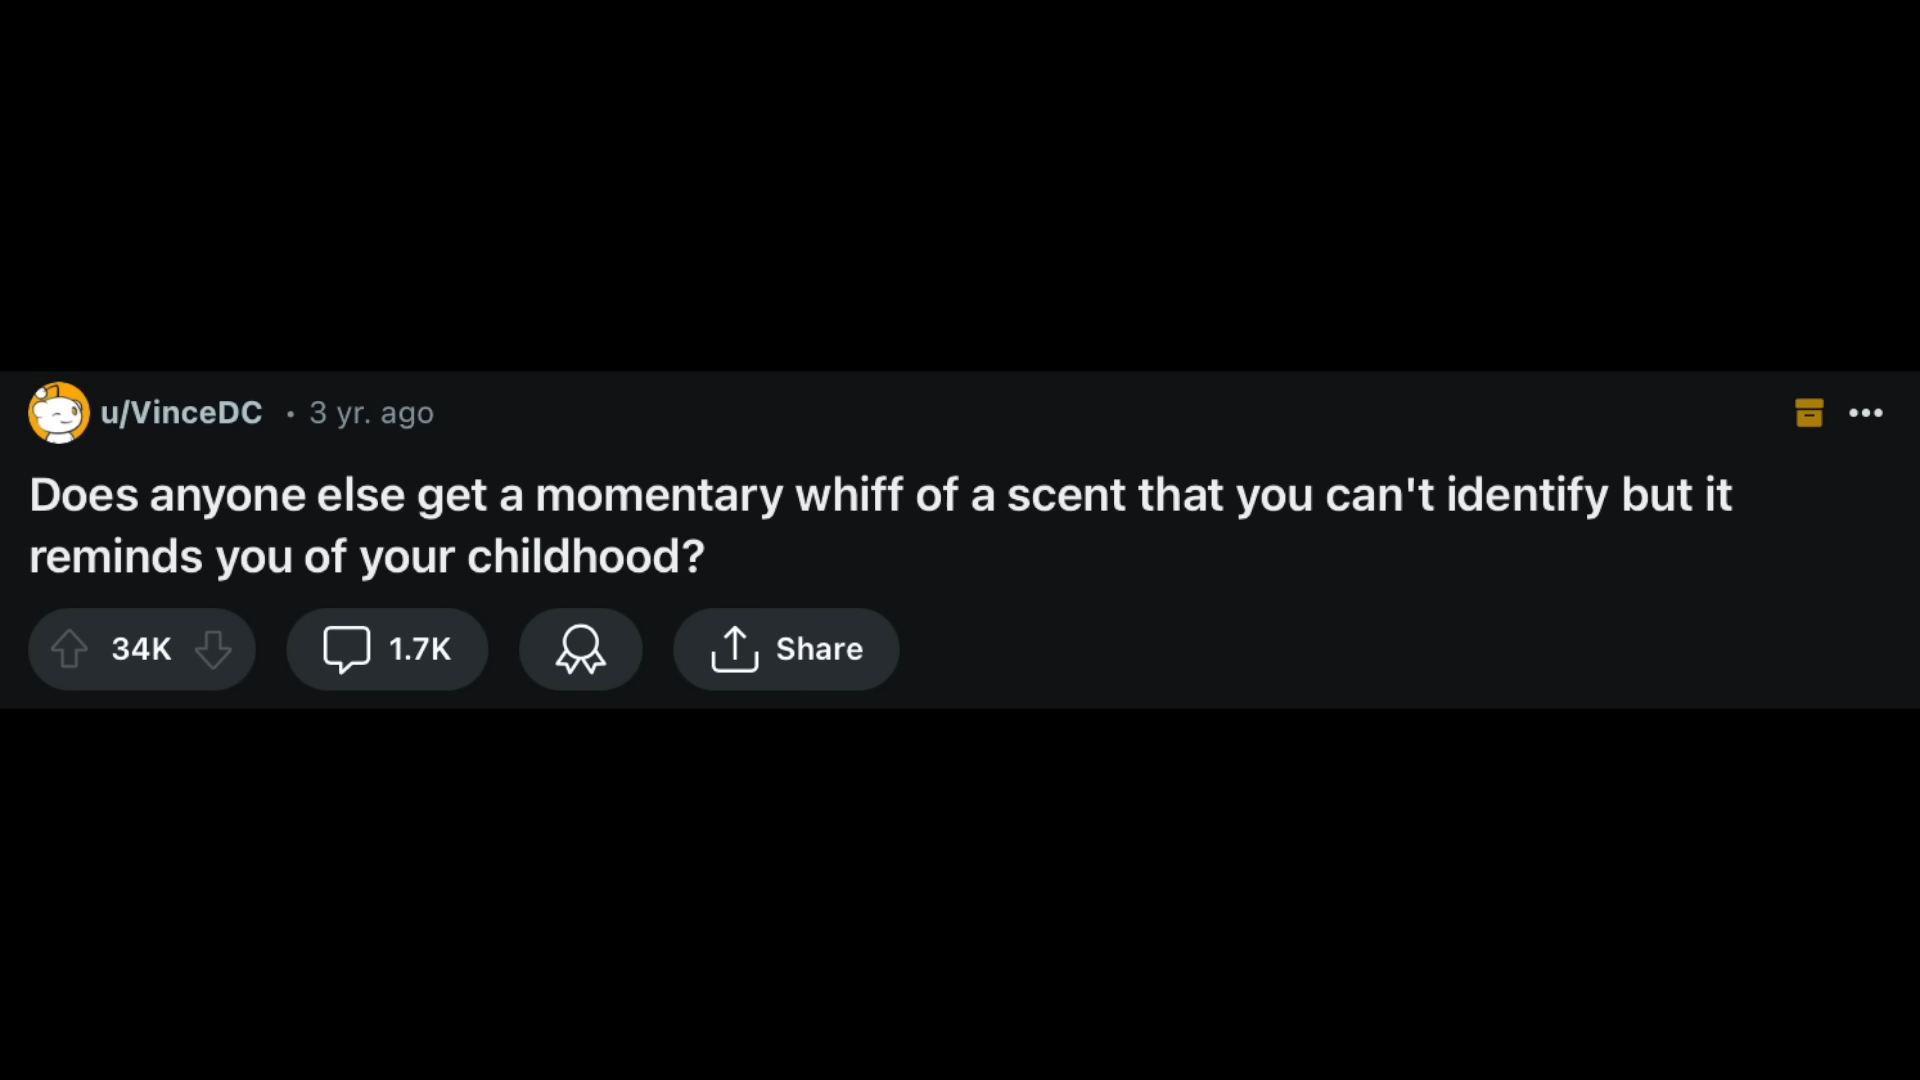 u/VinceDC • 3 yr. ago
Does anyone else get a momentary whiff of a scent that you can't identify but it
reminds you of your childhood?
34K 1.7K Share